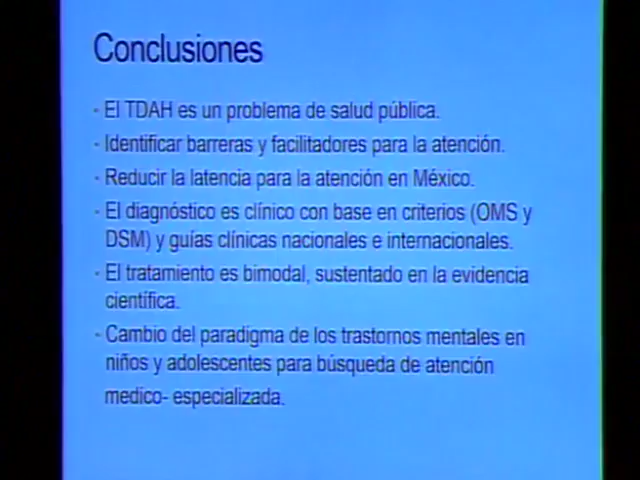 Conclusiones
- El TDAH es un problema de salud pública.
- Identificar barreras y facilitadores para la atención.
- Reducir la latencia para la atención en México.
- El diagnóstico es clínico con base en criterios (OMS y
DSM) y guías clínicas nacionales e internacionales.
- El tratamiento es bimodal, sustentado en la evidencia
científica.
- Cambio del paradigma de los trastornos mentales en
niños y adolescentes para búsqueda de atención
medico- especializada.